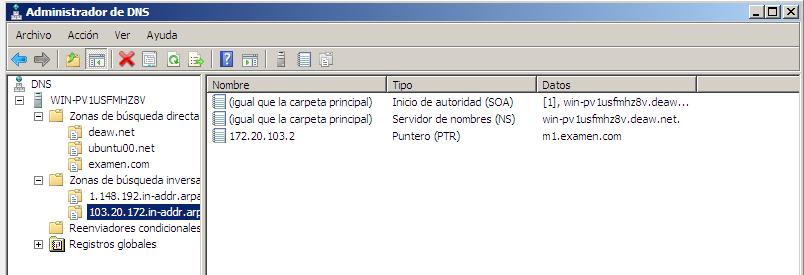 Administrador de DNS
Archivo Acción Ver Ayuda
DNS
WIN-PV1USFMHZ8V
Zonas de búsqueda directa
deaw.net
ubuntu00.net
examen.com
Zonas de búsqueda inversa
1.148.192.in-addr.arpa
103.20.172.in-addr.arp
Reenviadores condicionales
Registros globales
Nombre Tipo Datos
(igual que la carpeta principal) Inicio de autoridad (SOA) [1], win-pv1usfmhz8v.deaw...
(igual que la carpeta principal) Servidor de nombres (NS) win-pv1usfmhz8v.deaw.net.
172.20.103.2 Puntero (PTR) m1.examen.com